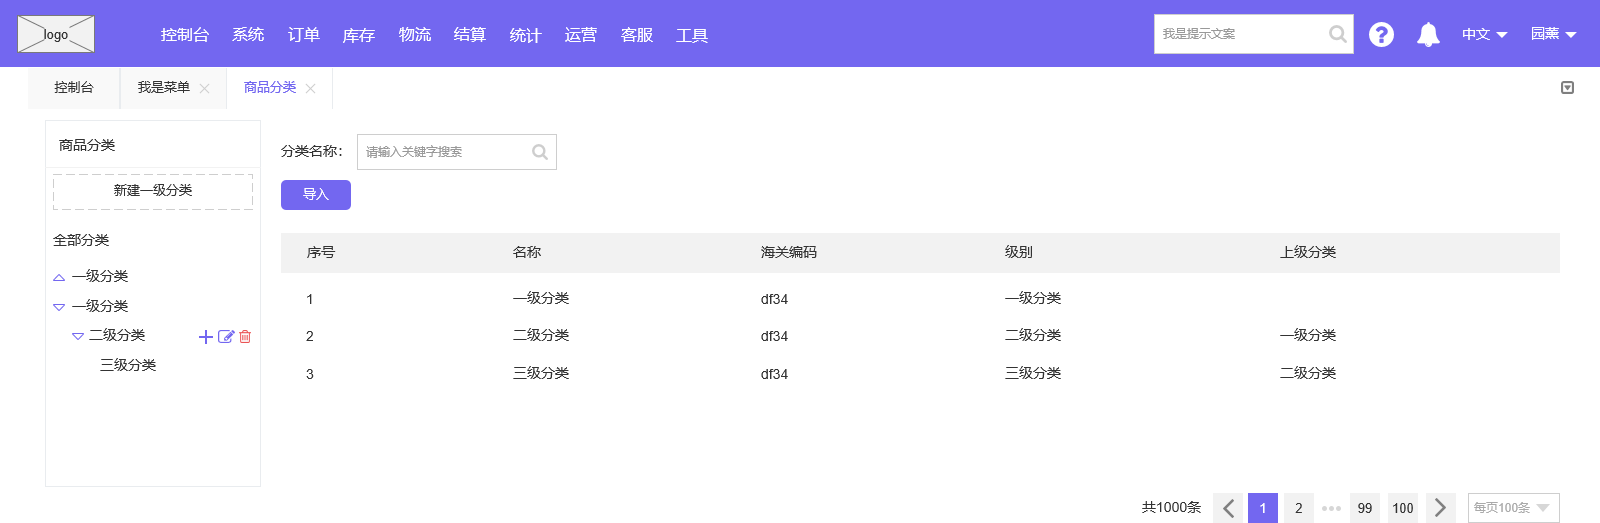 logo 控制台 系统 订单 库存 物流 结算 统计 运营 客服 工具 我是提示文案 中文 园薰
控制台 我是菜单 商品分类
商品分类
新建一级分类
全部分类
一级分类
一级分类
二级分类
三级分类
分类名称： 请输入关键字搜索
导入
序号 名称 海关编码 级别 上级分类
1 一级分类 df34 一级分类
2 二级分类 df34 二级分类 一级分类
3 三级分类 df34 三级分类 二级分类
共1000条 1 2 ••• 99 100 每页100条